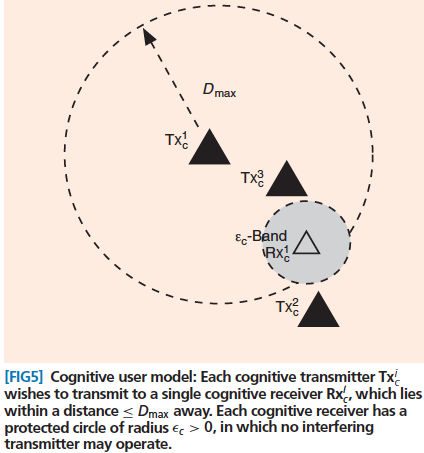 D_max
Tx_c^1
Tx_c^3
ε_c-Band
Rx_c^1
Tx_c^2
[FIG5] Cognitive user model: Each cognitive transmitter Tx_c^i
wishes to transmit to a single cognitive receiver Rx_c^i, which lies
within a distance ≤ D_max away. Each cognitive receiver has a
protected circle of radius ϵ_c > 0, in which no interfering
transmitter may operate.